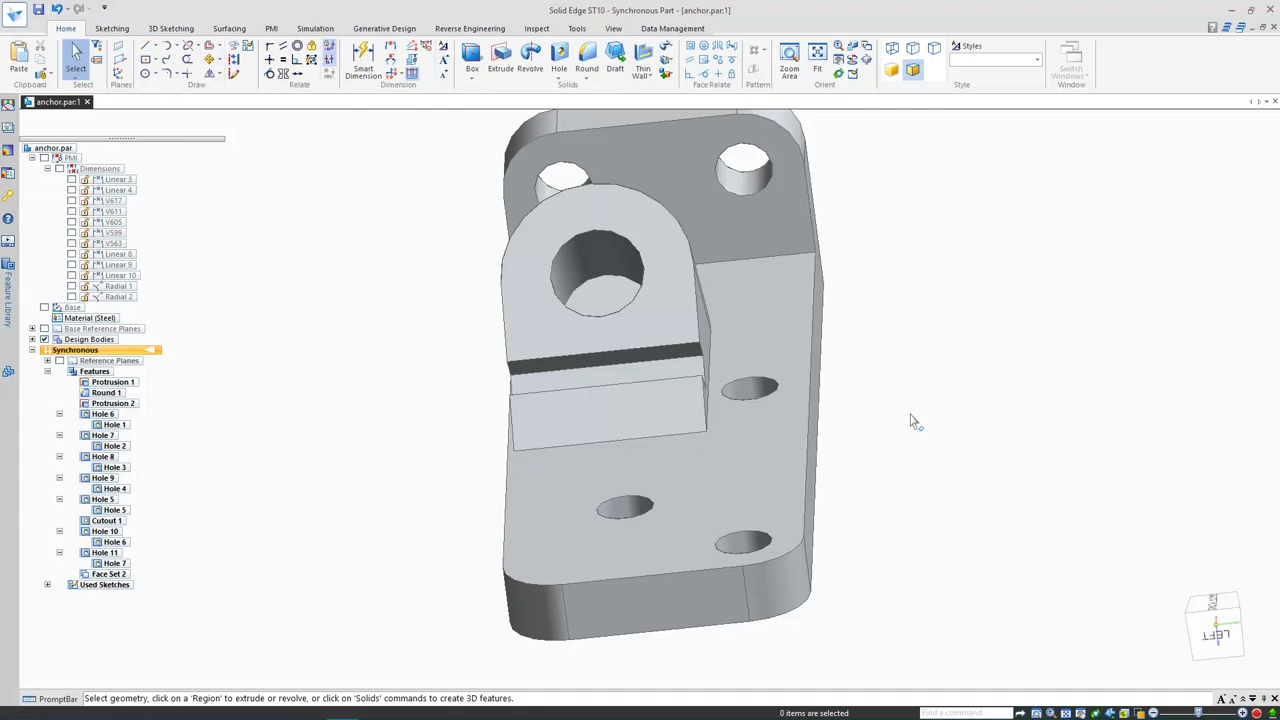 Solid Edge ST10 - Synchronous Part - [anchor.par:1]
Home Sketching 3D Sketching Surfacing PMI Simulation Generative Design Reverse Engineering Inspect Tools View Data Management
Paste Select Planes Smart Dimension Box Extrude Revolve Hole Round Draft Thin Wall Zoom Area Fit Styles Switch Windows
Clipboard Select Planes Draw Relate Dimension Solids Face Relate Pattern Orient Style Window
anchor.par:1
anchor.par
PMI
Dimensions
Linear 3
Linear 4
V617
V611
V605
V599
V563
Linear 8
Linear 9
Linear 10
Radial 1
Radial 2
Base
Material (Steel)
Base Reference Planes
Design Bodies
Synchronous
Reference Planes
Features
Protrusion 1
Round 1
Protrusion 2
Hole 6
Hole 1
Hole 7
Hole 2
Hole 8
Hole 3
Hole 9
Hole 4
Hole 5
Hole 5
Cutout 1
Hole 10
Hole 6
Hole 11
Hole 7
Face Set 2
Used Sketches
Feature Library
LEFT
PromptBar Select geometry, click on a 'Region' to extrude or revolve, or click on 'Solids' commands to create 3D features.
0 items are selected Find a command